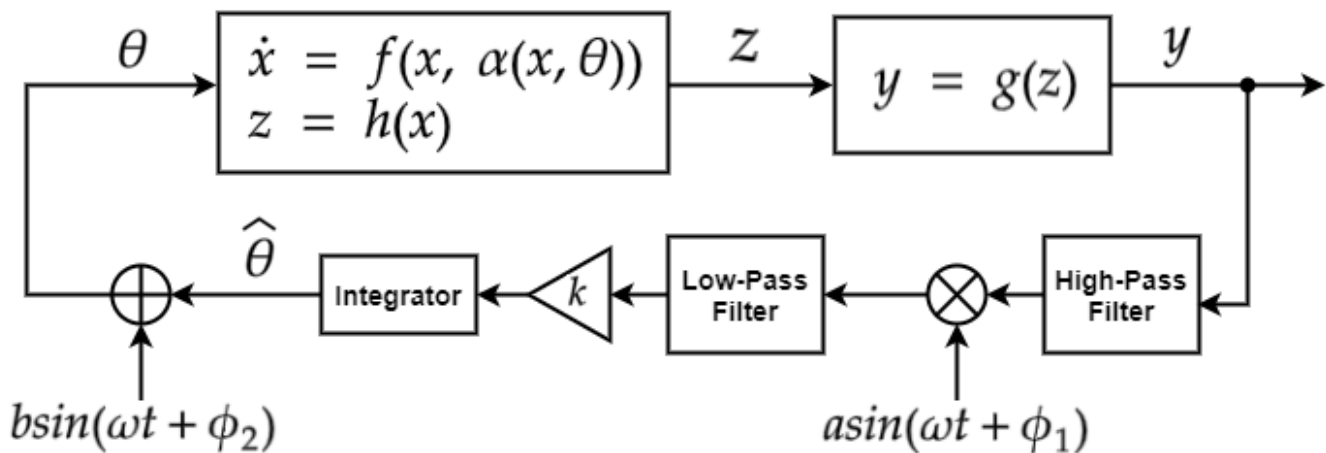 θ
ẋ = f(x, α(x, θ))
z = h(x)
z
y = g(z)
y
θ̂
Integrator
k
Low-Pass
Filter
High-Pass
Filter
bsin(ωt + ϕ₂)
asin(ωt + ϕ₁)